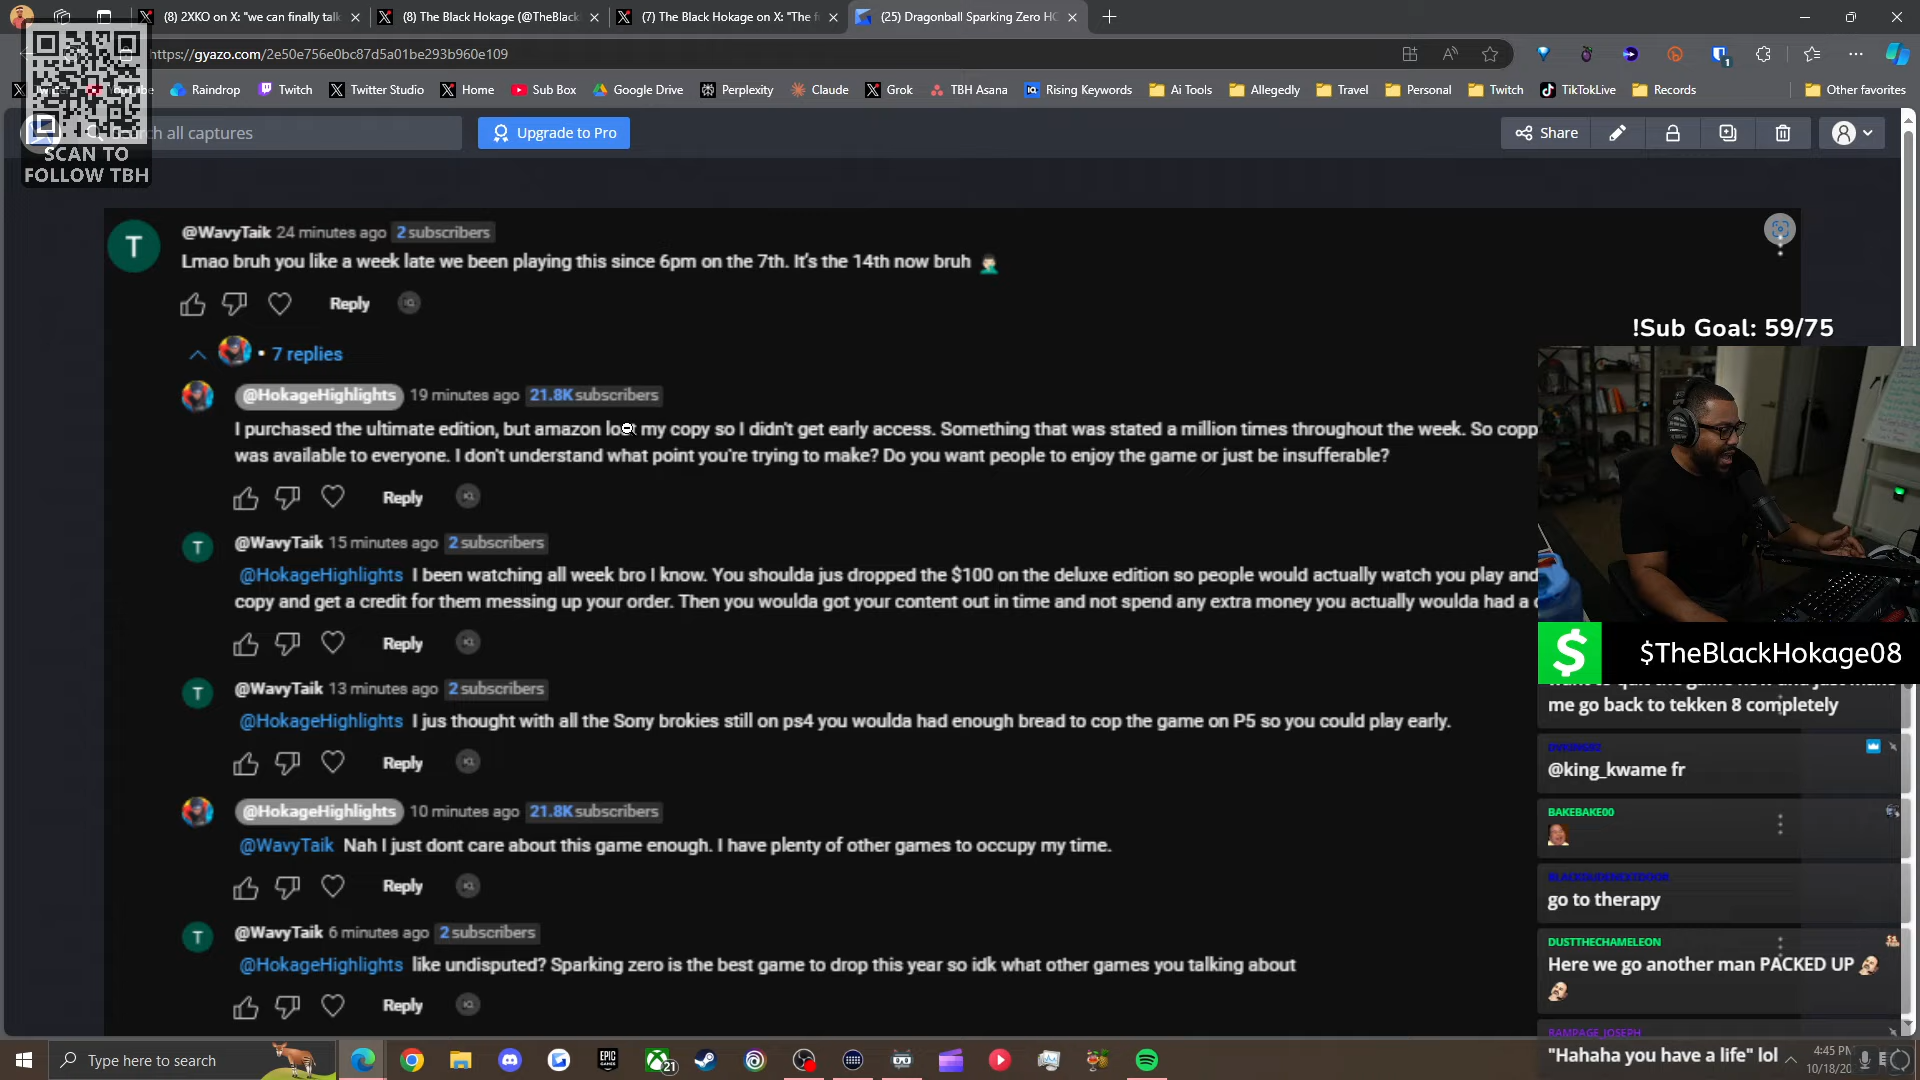 (8) 2XKO on X: "we can finally talk
(8) The Black Hokage (@TheBlack
(7) The Black Hokage on X: "The f
(25) Dragonball Sparking Zero HO
https://gyazo.com/2e50e756e0bc87d5a01be293b960e109
Raindrop
Twitch
Twitter Studio
Home
Sub Box
Google Drive
Perplexity
Claude
Grok
TBH Asana
Rising Keywords
Ai Tools
Allegedly
Travel
Personal
Twitch
TikTokLive
Records
Other favorites
SCAN TO
FOLLOW TBH
all captures
Upgrade to Pro
Share
@WavyTaik 24 minutes ago 2 subscribers
Lmao bruh you like a week late we been playing this since 6pm on the 7th. It's the 14th now bruh
Reply
7 replies
@HokageHighlights 19 minutes ago 21.8K subscribers
I purchased the ultimate edition, but amazon lost my copy so I didn't get early access. Something that was stated a million times throughout the week. So copp
was available to everyone. I don't understand what point you're trying to make? Do you want people to enjoy the game or just be insufferable?
Reply
@WavyTaik 15 minutes ago 2 subscribers
@HokageHighlights I been watching all week bro I know. You shoulda jus dropped the $100 on the deluxe edition so people would actually watch you play and
copy and get a credit for them messing up your order. Then you woulda got your content out in time and not spend any extra money you actually woulda had a
Reply
@WavyTaik 13 minutes ago 2 subscribers
@HokageHighlights I jus thought with all the Sony brokies still on ps4 you woulda had enough bread to cop the game on P5 so you could play early.
Reply
@HokageHighlights 10 minutes ago 21.8K subscribers
@WavyTaik Nah I just dont care about this game enough. I have plenty of other games to occupy my time.
Reply
@WavyTaik 6 minutes ago 2 subscribers
@HokageHighlights like undisputed? Sparking zero is the best game to drop this year so idk what other games you talking about
Reply
!Sub Goal: 59/75
$TheBlackHokage08
me go back to tekken 8 completely
@king_kwame fr
BAKEBAKE00
go to therapy
DUSTTHECHAMELEON
Here we go another man PACKED UP
RAMPAGE_JOSEPH
"Hahaha you have a life" lol
Type here to search
EPIC
GAMES
21
4:45 PM
10/18/20